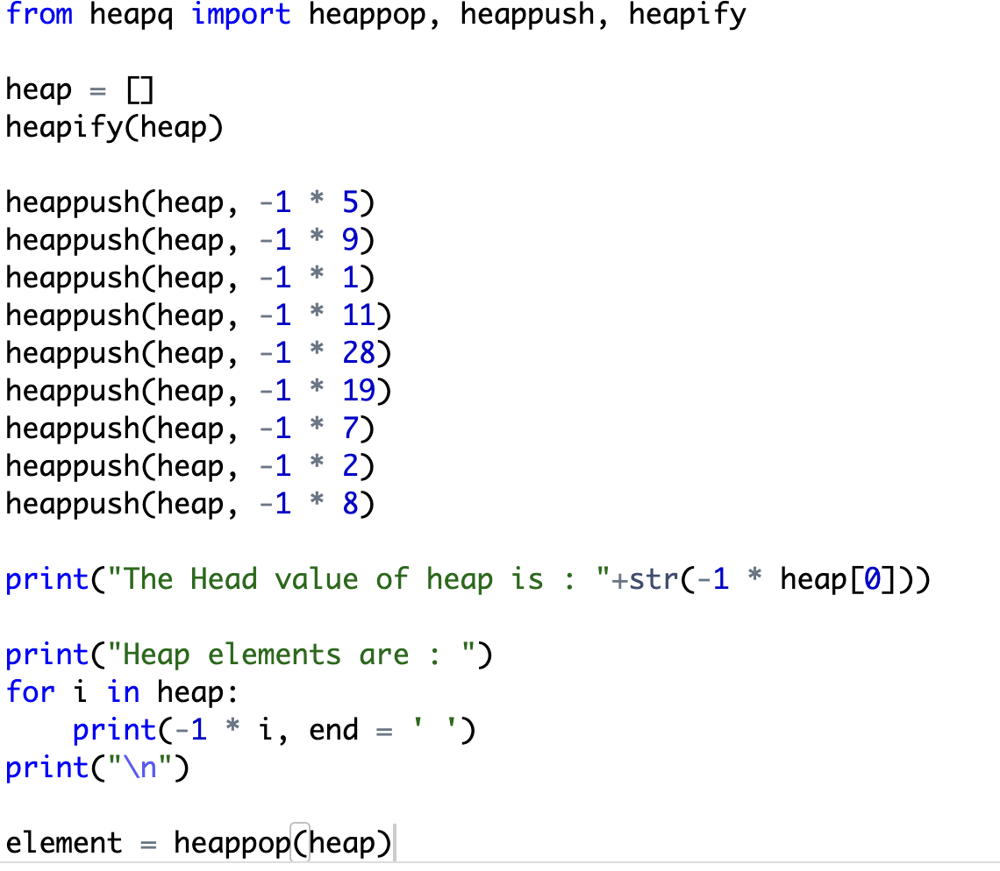 from heapq import heappop, heappush, heapify

heap = []
heapify(heap)

heappush(heap, -1 * 5)
heappush(heap, -1 * 9)
heappush(heap, -1 * 1)
heappush(heap, -1 * 11)
heappush(heap, -1 * 28)
heappush(heap, -1 * 19)
heappush(heap, -1 * 7)
heappush(heap, -1 * 2)
heappush(heap, -1 * 8)

print("The Head value of heap is : "+str(-1 * heap[0]))

print("Heap elements are : ")
for i in heap:
    print(-1 * i, end = ' ')
print("\n")

element = heappop(heap)